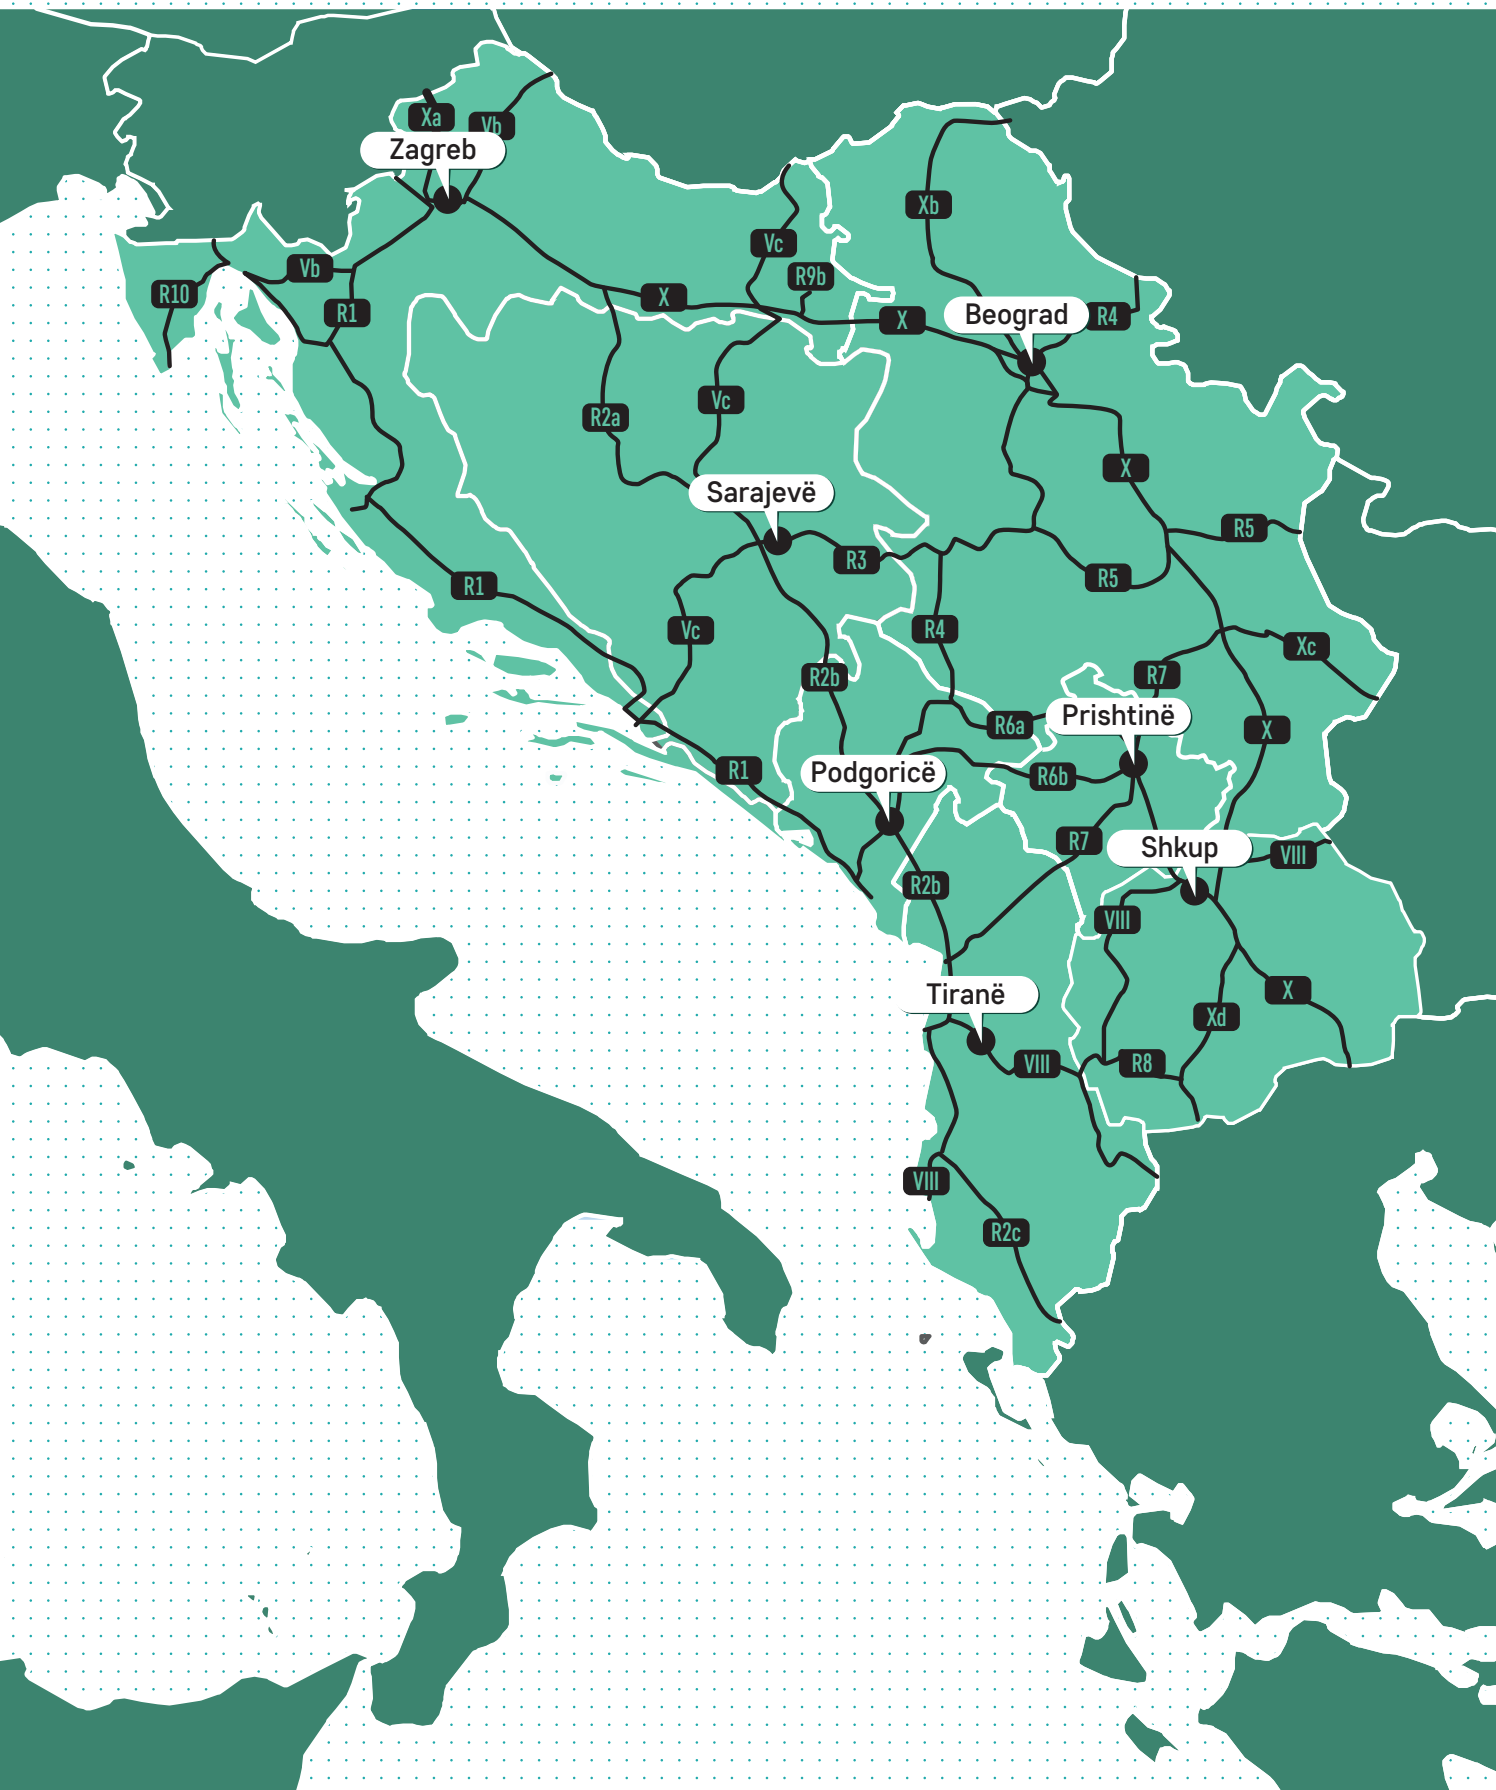 Xa
Vb
Zagreb
Xb
Vc
Vb
R9b
R10
X
R1
X
Beograd
R4
Vc
R2a
X
Sarajevë
R5
R3
R5
R1
Vc
R4
Xc
R2b
R7
Prishtinë
R6a
X
R1
Podgoricë
R6b
R7
Shkup
VIII
R2b
VIII
Tiranë
X
Xd
VIII
R8
VIII
R2c